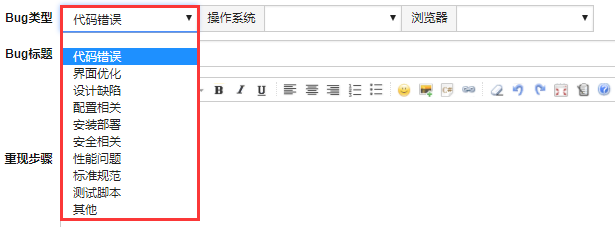 Bug类型 代码错误 操作系统 浏览器
Bug标题
代码错误
界面优化
设计缺陷
配置相关
安装部署
安全相关
重现步骤
性能问题
标准规范
测试脚本
其他